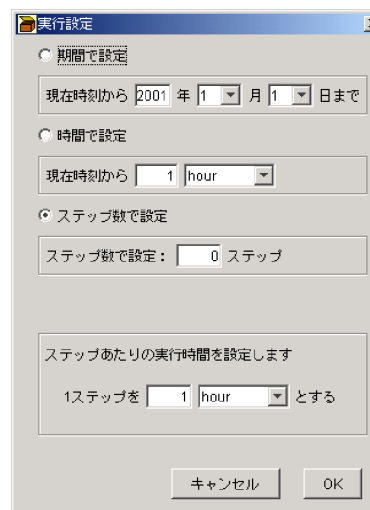 実行設定
期間で設定
現在時刻から 2001 年 1 月 1 日まで
時間で設定
現在時刻から 1 hour
ステップ数で設定
ステップ数で設定： 0 ステップ
ステップあたりの実行時間を設定します
1ステップを 1 hour とする
キャンセル OK